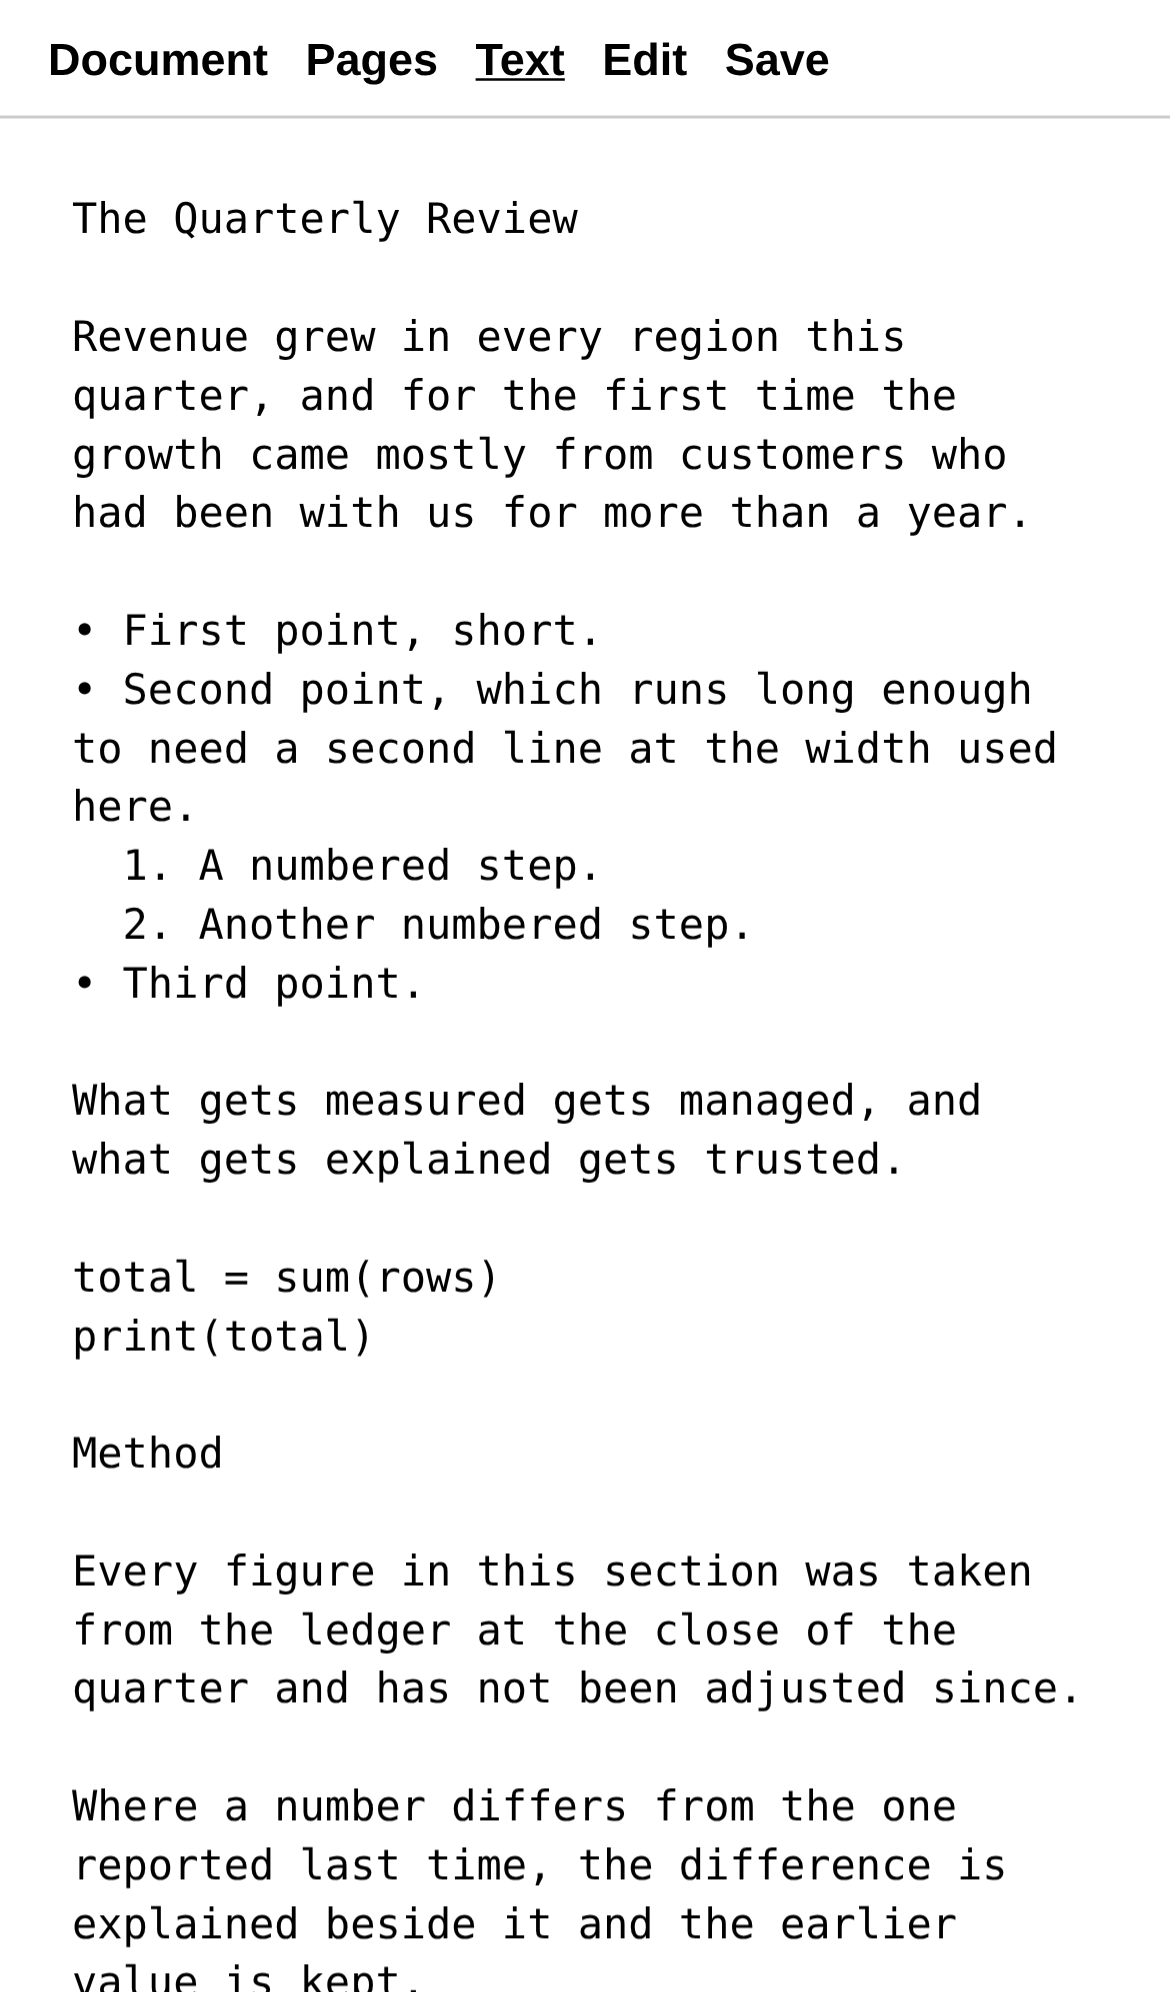 Document Pages Text Edit Save
The Quarterly Review
Revenue grew in every region this
quarter, and for the first time the
growth came mostly from customers who
had been with us for more than a year.
• First point, short.
• Second point, which runs long enough
to need a second line at the width used
here.
1. A numbered step.
2. Another numbered step.
• Third point.
What gets measured gets managed, and
what gets explained gets trusted.
total = sum(rows)
print(total)
Method
Every figure in this section was taken
from the ledger at the close of the
quarter and has not been adjusted since.
Where a number differs from the one
reported last time, the difference is
explained beside it and the earlier
value is kept.